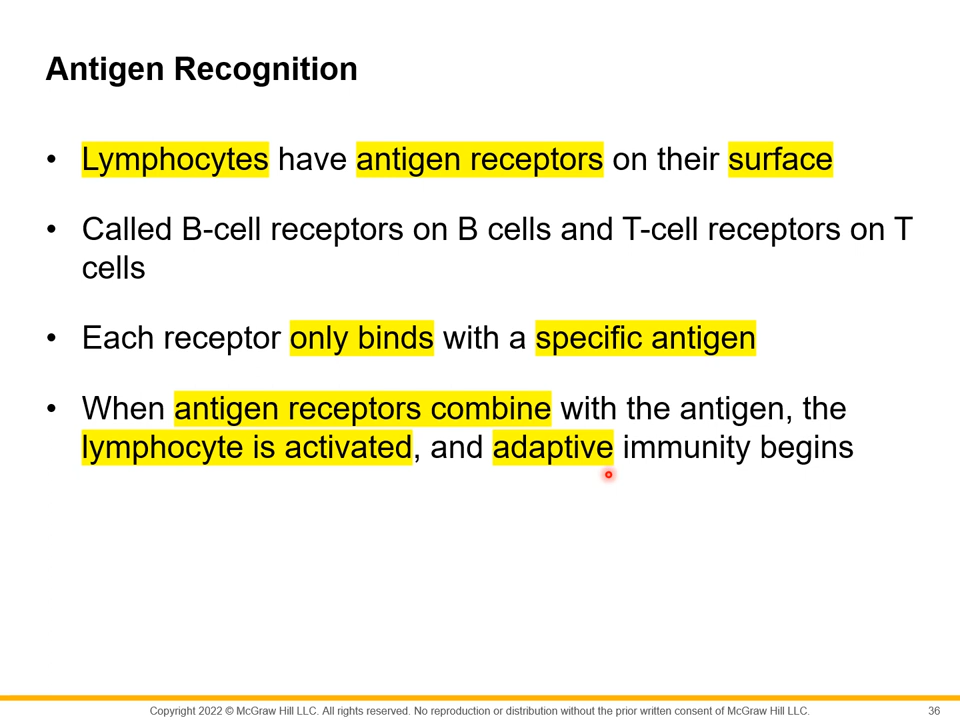 Antigen Recognition
• Lymphocytes have antigen receptors on their surface
• Called B-cell receptors on B cells and T-cell receptors on T
cells
• Each receptor only binds with a specific antigen
• When antigen receptors combine with the antigen, the
lymphocyte is activated, and adaptive immunity begins
Copyright 2022 © McGraw Hill LLC. All rights reserved. No reproduction or distribution without the prior written consent of McGraw Hill LLC.
36